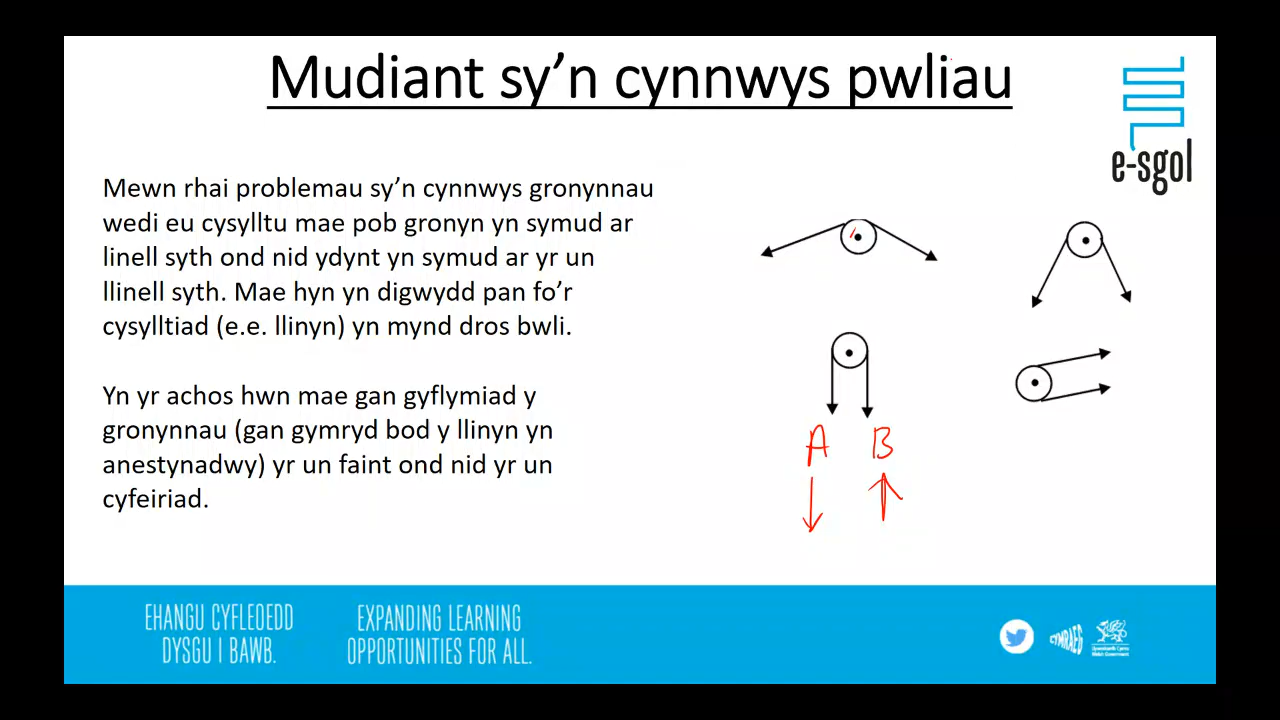 Mudiant sy’n cynnwys pwliau
e-sgol
Mewn rhai problemau sy’n cynnwys gronynnau
wedi eu cysylltu mae pob gronyn yn symud ar
linell syth ond nid ydynt yn symud ar yr un
llinell syth. Mae hyn yn digwydd pan fo’r
cysylltiad (e.e. llinyn) yn mynd dros bwli.
Yn yr achos hwn mae gan gyflymiad y
gronynnau (gan gymryd bod y llinyn yn
anestynadwy) yr un faint ond nid yr un
cyfeiriad.
A B
EHANGU CYFLEOEDD
DYSGU I BAWB.
EXPANDING LEARNING
OPPORTUNITIES FOR ALL.
CYMRAEG
Llywodraeth Cymru
Welsh Government